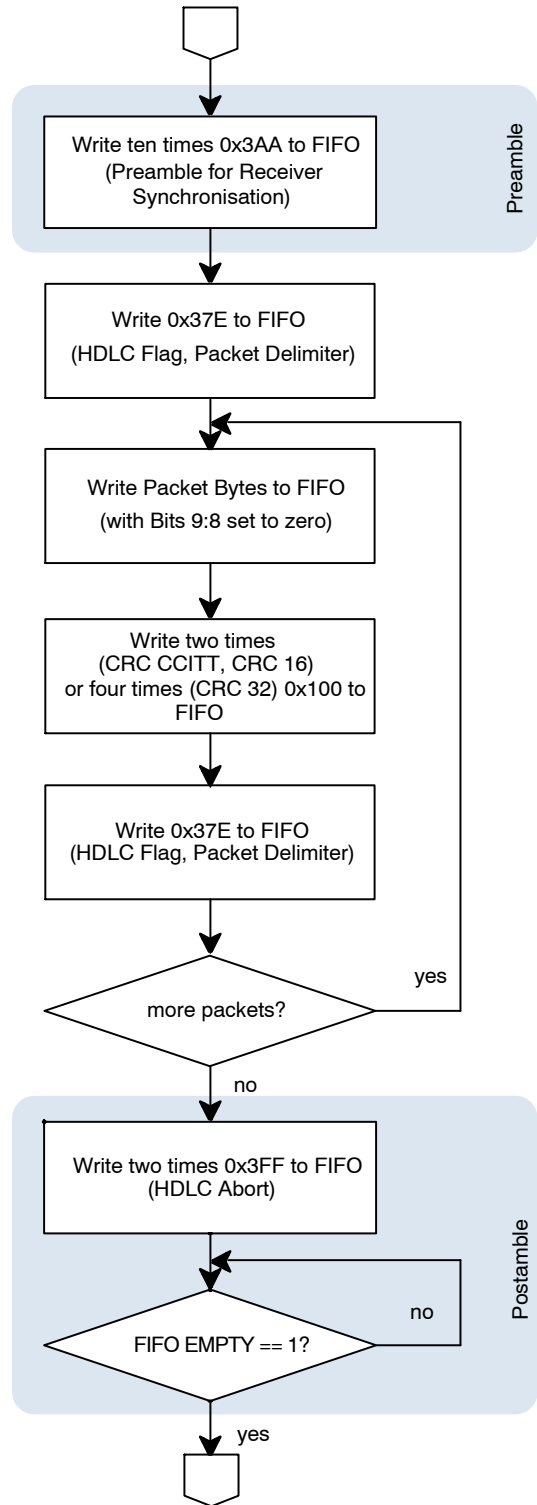 Write ten times 0x3AA to FIFO
(Preamble for Receiver
Synchronisation)
Preamble
Write 0x37E to FIFO
(HDLC Flag, Packet Delimiter)
Write Packet Bytes to FIFO
(with Bits 9:8 set to zero)
Write two times
(CRC CCITT, CRC 16)
or four times (CRC 32) 0x100 to
FIFO
Write 0x37E to FIFO
(HDLC Flag, Packet Delimiter)
more packets?
yes
no
Write two times 0x3FF to FIFO
(HDLC Abort)
Postamble
FIFO EMPTY == 1?
no
yes